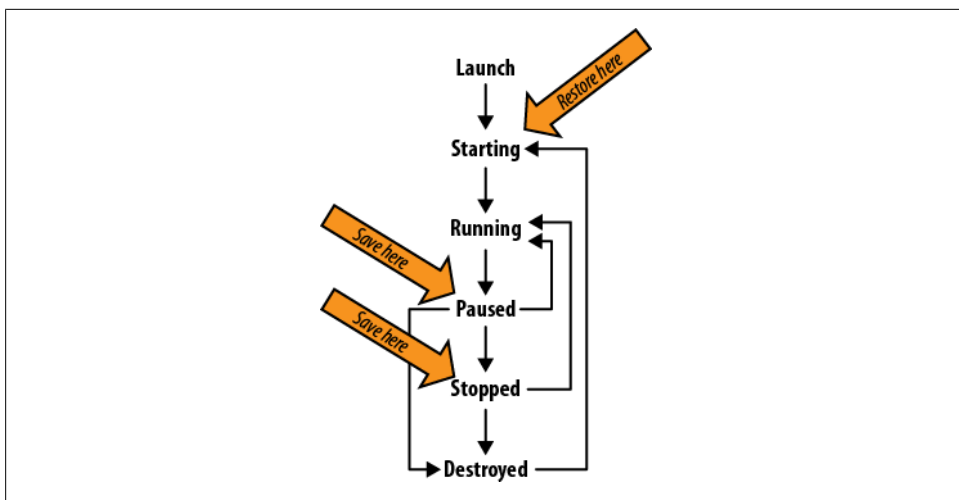 Launch
Restore here
Starting
Running
Save here
Paused
Save here
Stopped
Destroyed